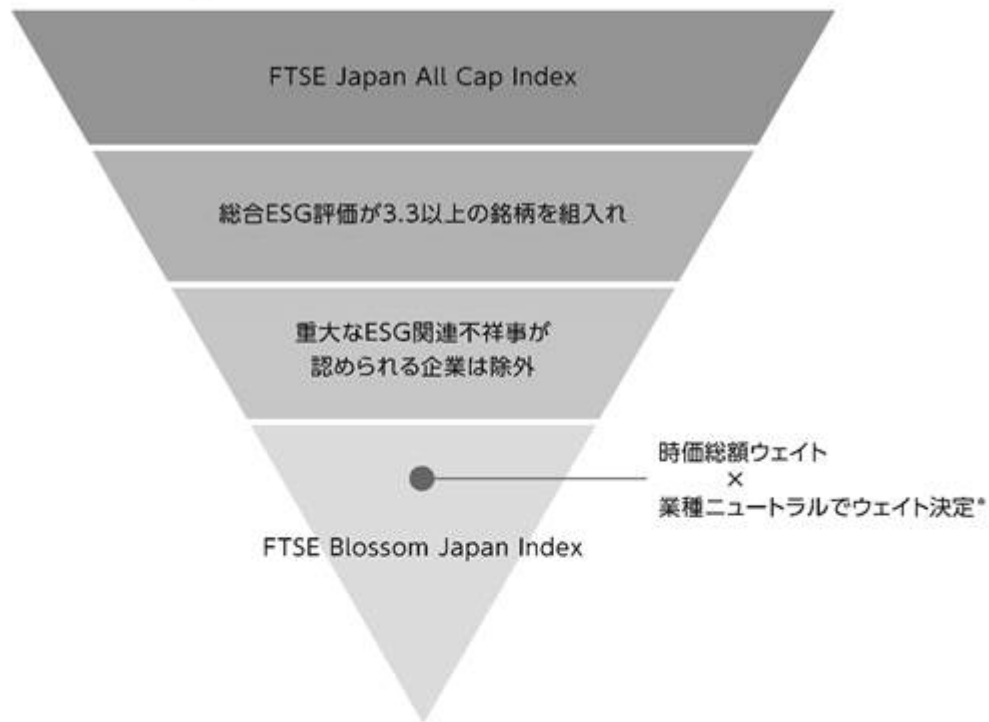 FTSE Japan All Cap Index
総合ESG評価が3.3以上の銘柄を組入れ
重大なESG関連不祥事が
認められる企業は除外
時価総額ウェイト
×
業種ニュートラルでウェイト決定*
FTSE Blossom Japan Index